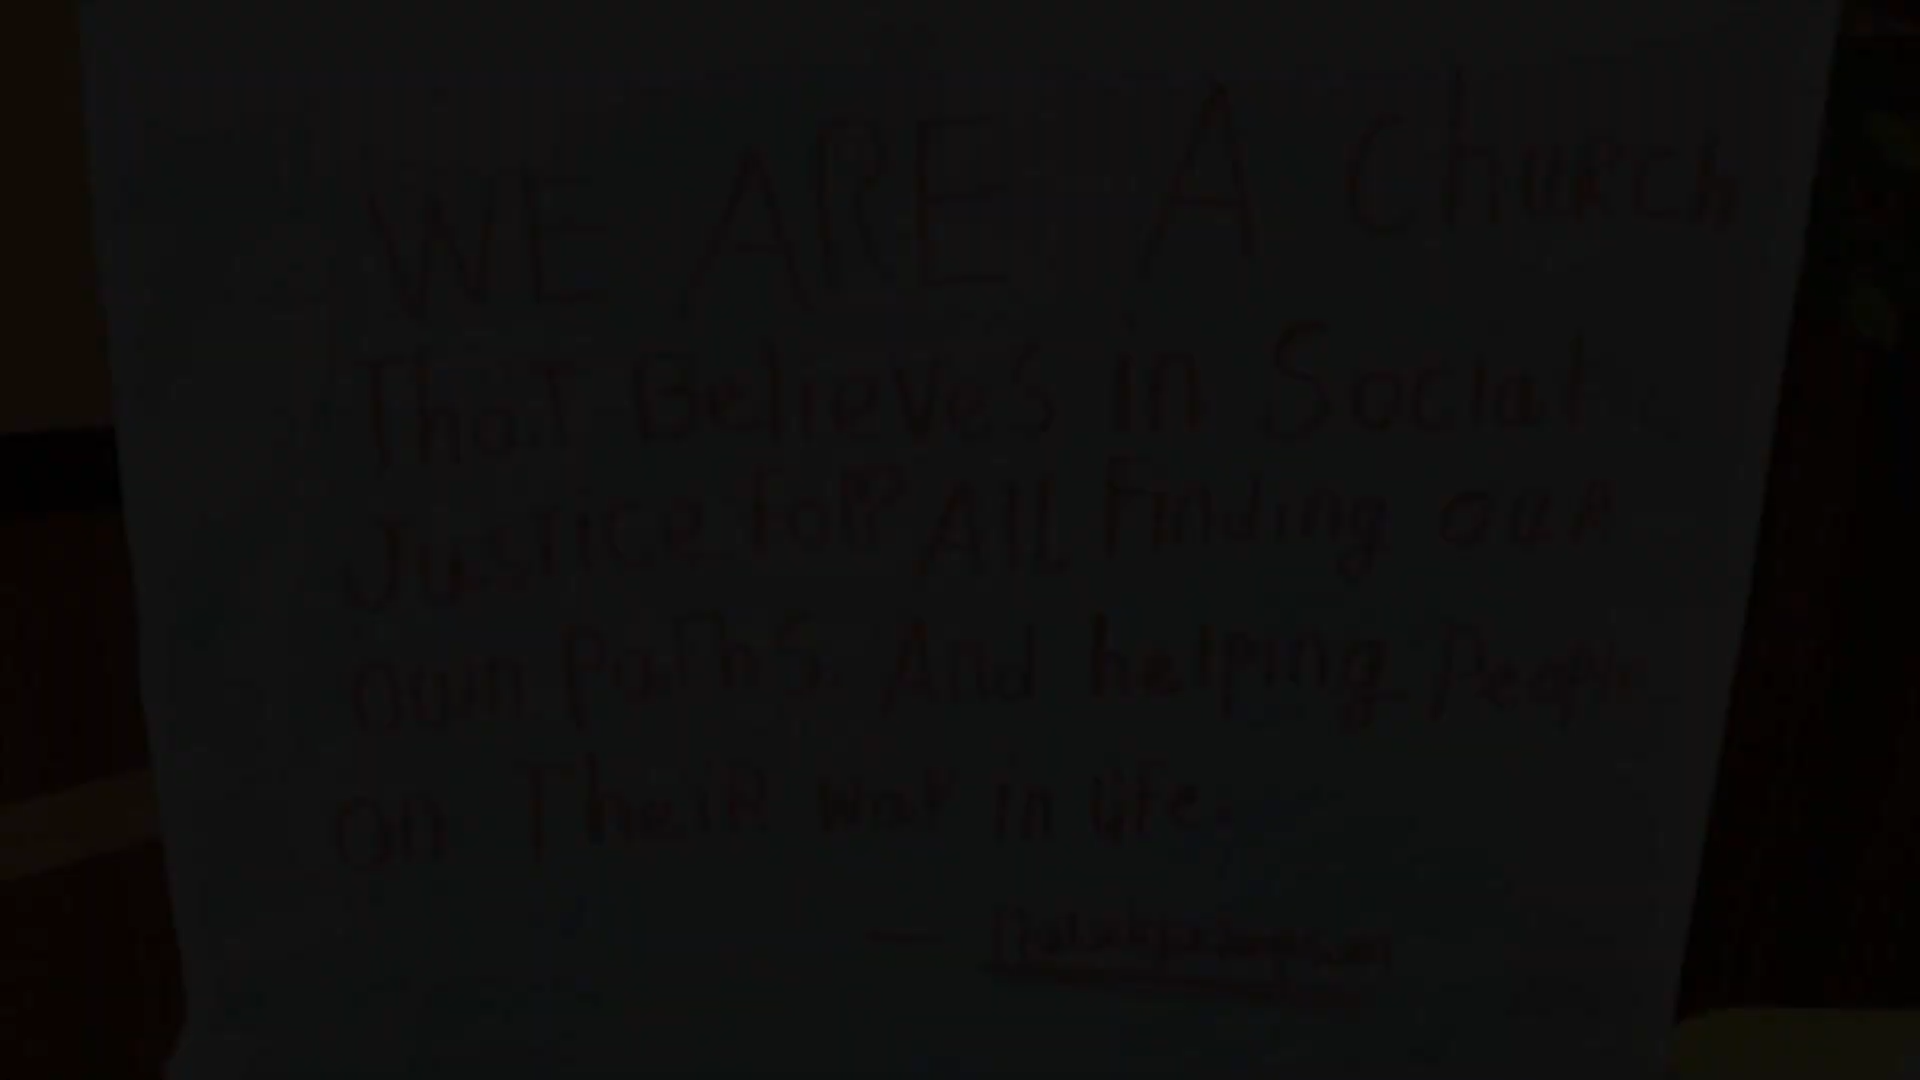 WE ARE A Church
That Believes in Social
Justice FoR All Finding our
own paths And helping People
on TheiR way in life.